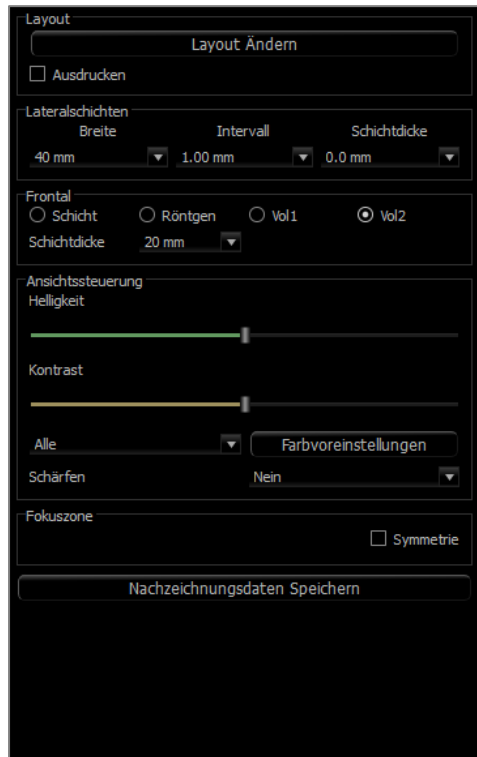 Layout
Layout Ändern
Ausdrucken
Lateralschichten
Breite Intervall Schichtdicke
40 mm 1.00 mm 0.0 mm
Frontal
Schicht Röntgen Vol1 Vol2
Schichtdicke 20 mm
Ansichtssteuerung
Helligkeit
Kontrast
Alle Farbvoreinstellungen
Schärfen Nein
Fokuszone
Symmetrie
Nachzeichnungsdaten Speichern